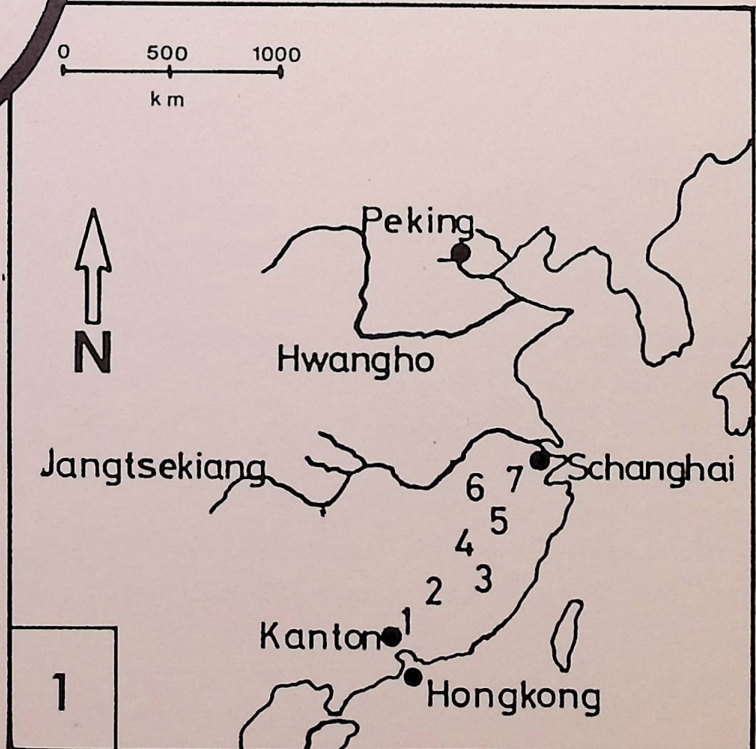 0 500 1000
km
Peking
N
Hwangho
Jangtsekiang
Schanghai
6 7
5
4
3
2
1
Kanton
Hongkong
1